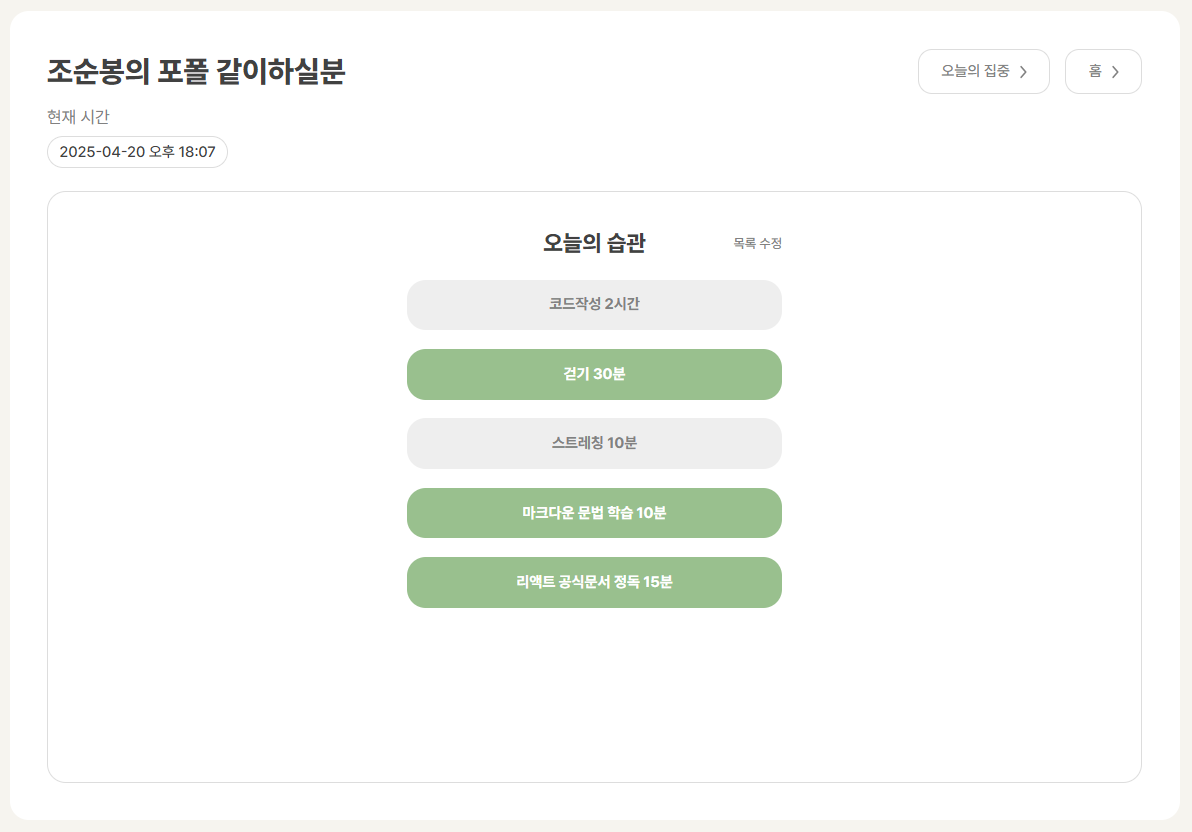 조순봉의 포폴 같이하실분
오늘의 집중
홈
현재 시간
2025-04-20 오후 18:07
오늘의 습관
목록 수정
코드작성 2시간
걷기 30분
스트레칭 10분
마크다운 문법 학습 10분
리액트 공식문서 정독 15분